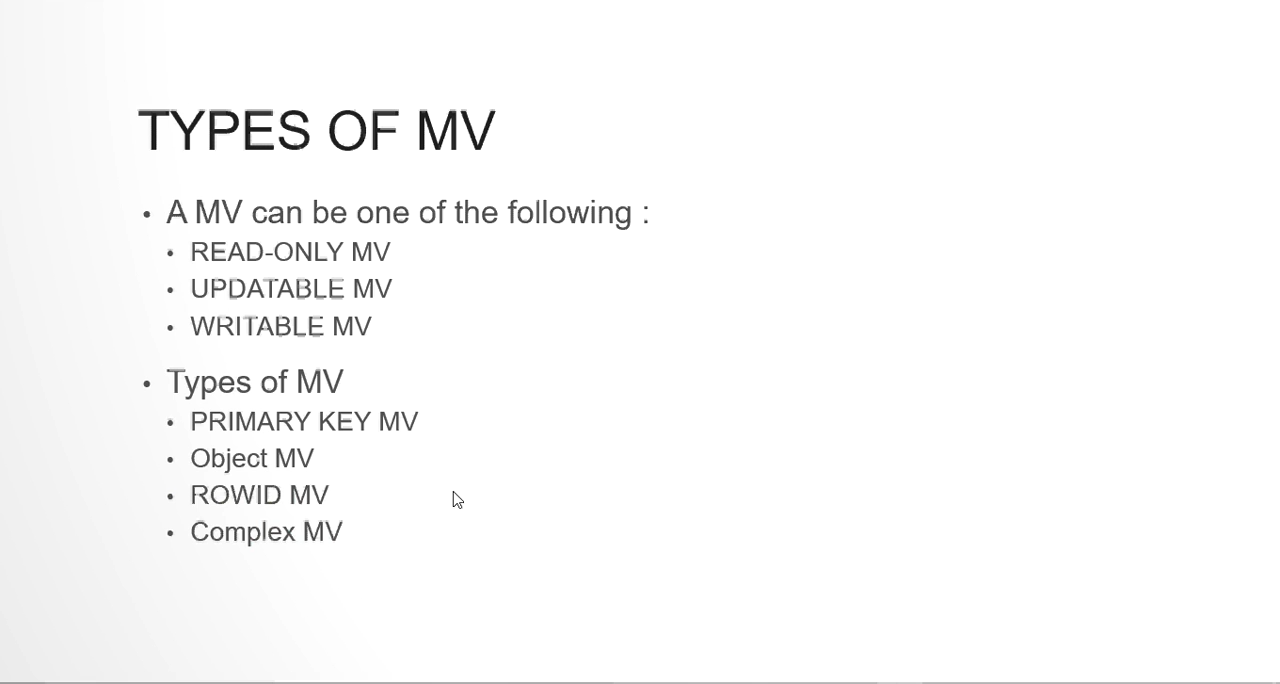 TYPES OF MV
• A MV can be one of the following :
• READ-ONLY MV
• UPDATABLE MV
• WRITABLE MV
• Types of MV
• PRIMARY KEY MV
• Object MV
• ROWID MV
• Complex MV